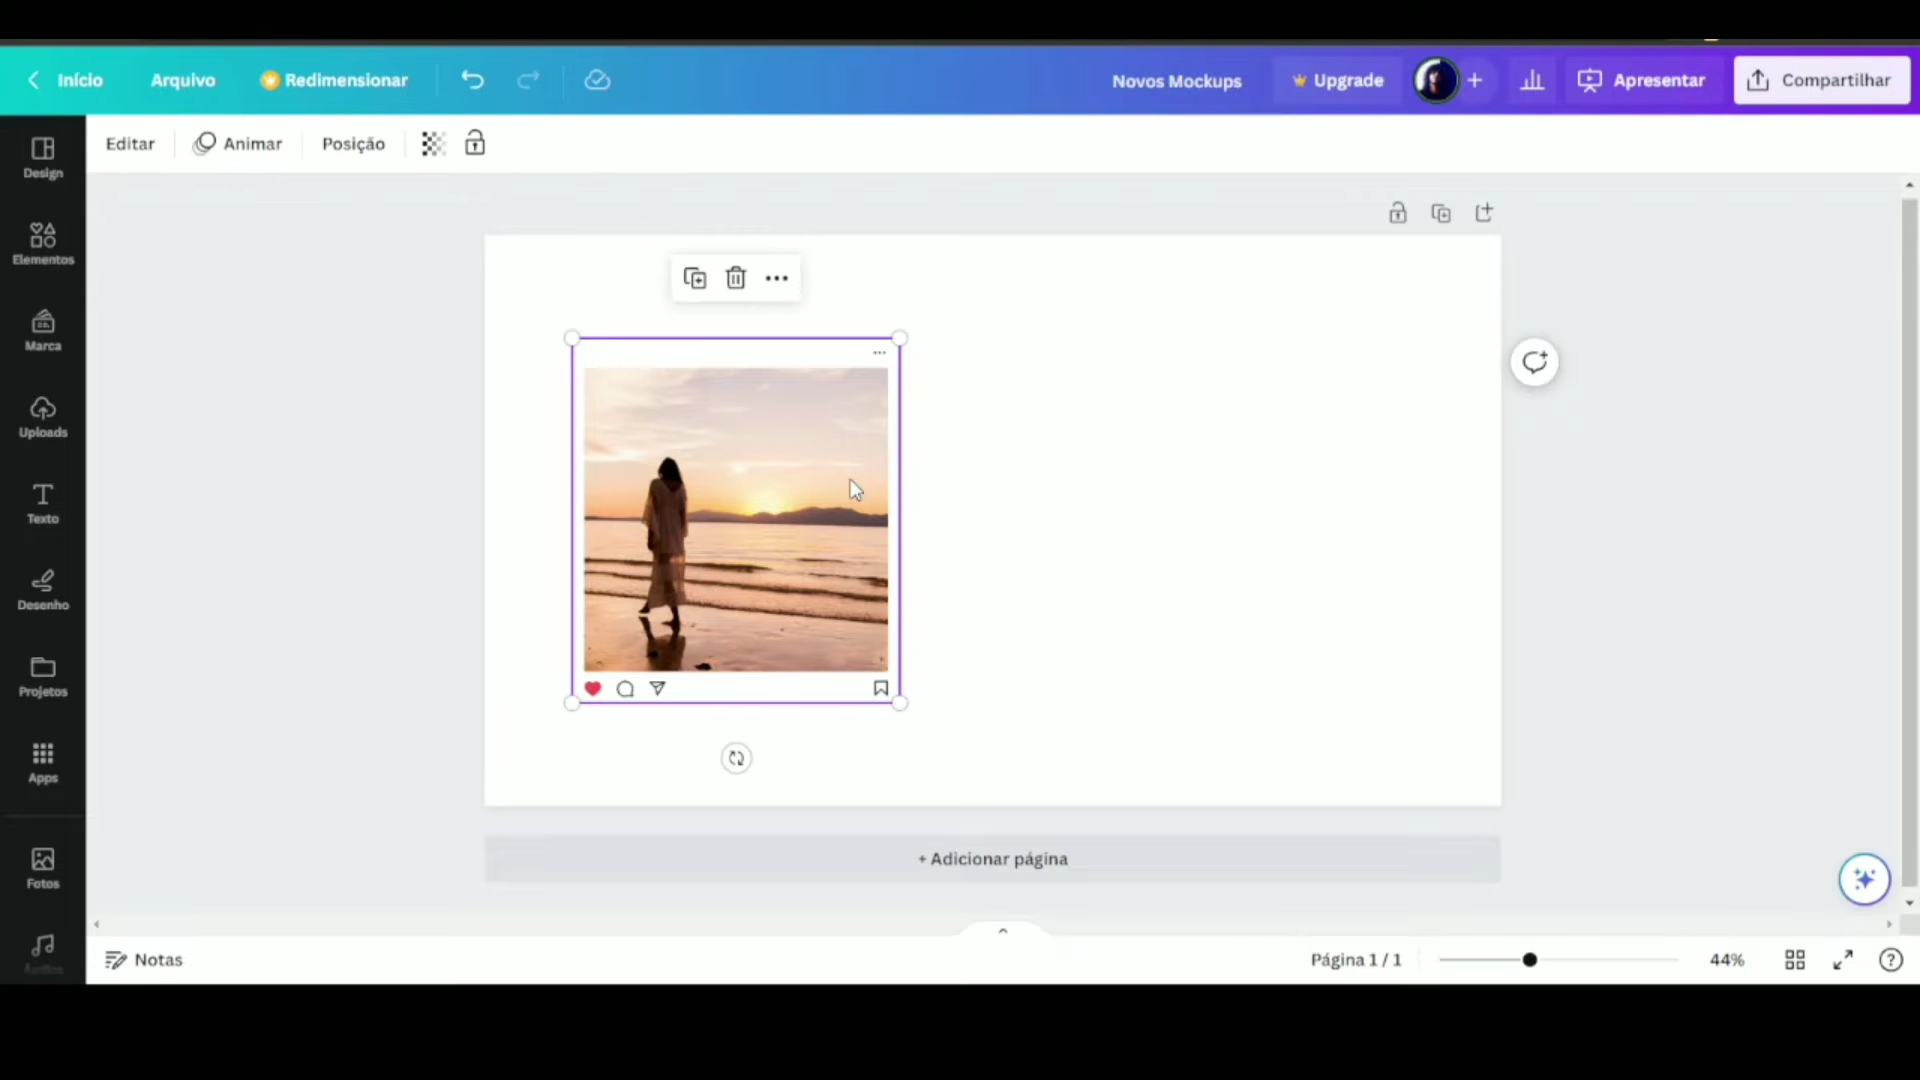 Início
Arquivo
Redimensionar
Novos Mockups
Upgrade
Apresentar
Compartilhar
Editar
Animar
Posição
Design
Elementos
Marca
Uploads
Texto
Desenho
Projetos
Apps
Fotos
Áudios
+ Adicionar página
Notas
Página 1 / 1
44%